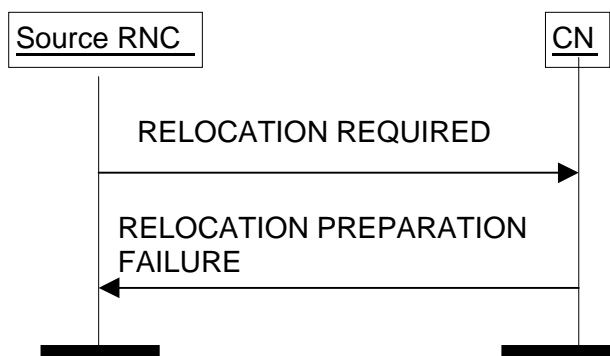 Source RNC
CN
RELOCATION REQUIRED
RELOCATION PREPARATION
FAILURE